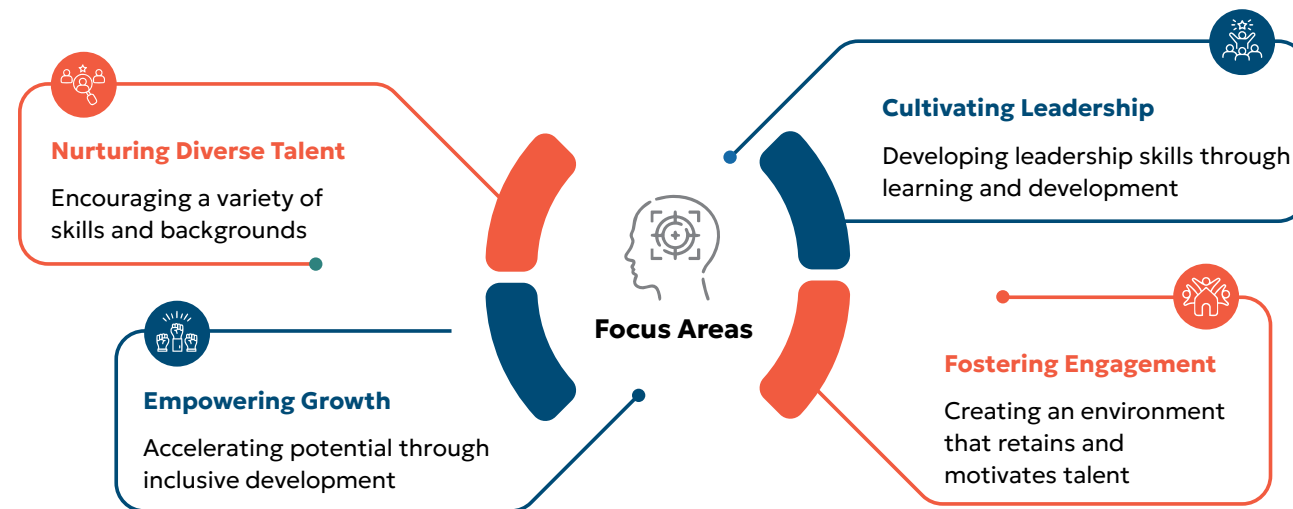 Nurturing Diverse Talent
Encouraging a variety of
skills and backgrounds
Empowering Growth
Accelerating potential through
inclusive development
Focus Areas
Cultivating Leadership
Developing leadership skills through
learning and development
Fostering Engagement
Creating an environment
that retains and
motivates talent